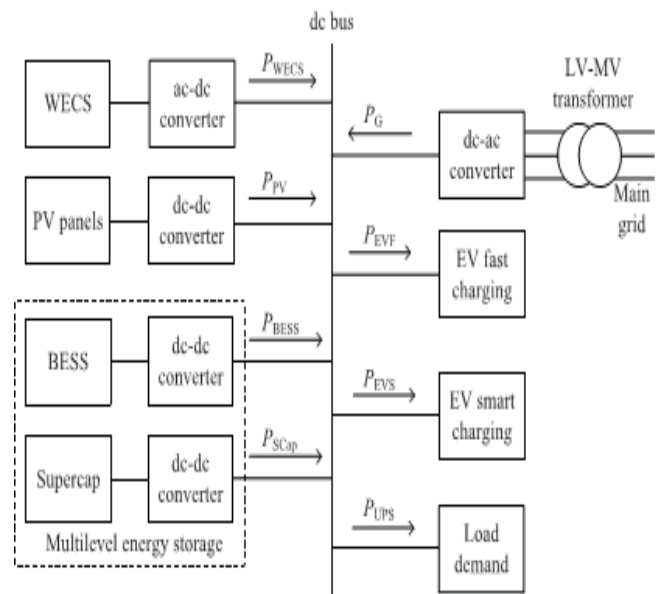 dc bus
WECS
ac-dc
converter
P_WECS
PV panels
dc-dc
converter
P_PV
BESS
dc-dc
converter
P_BESS
Supercap
dc-dc
converter
P_SCap
Multilevel energy storage
LV-MV
transformer
P_G
dc-ac
converter
Main
grid
P_EVF
EV fast
charging
P_EVS
EV smart
charging
P_UPS
Load
demand